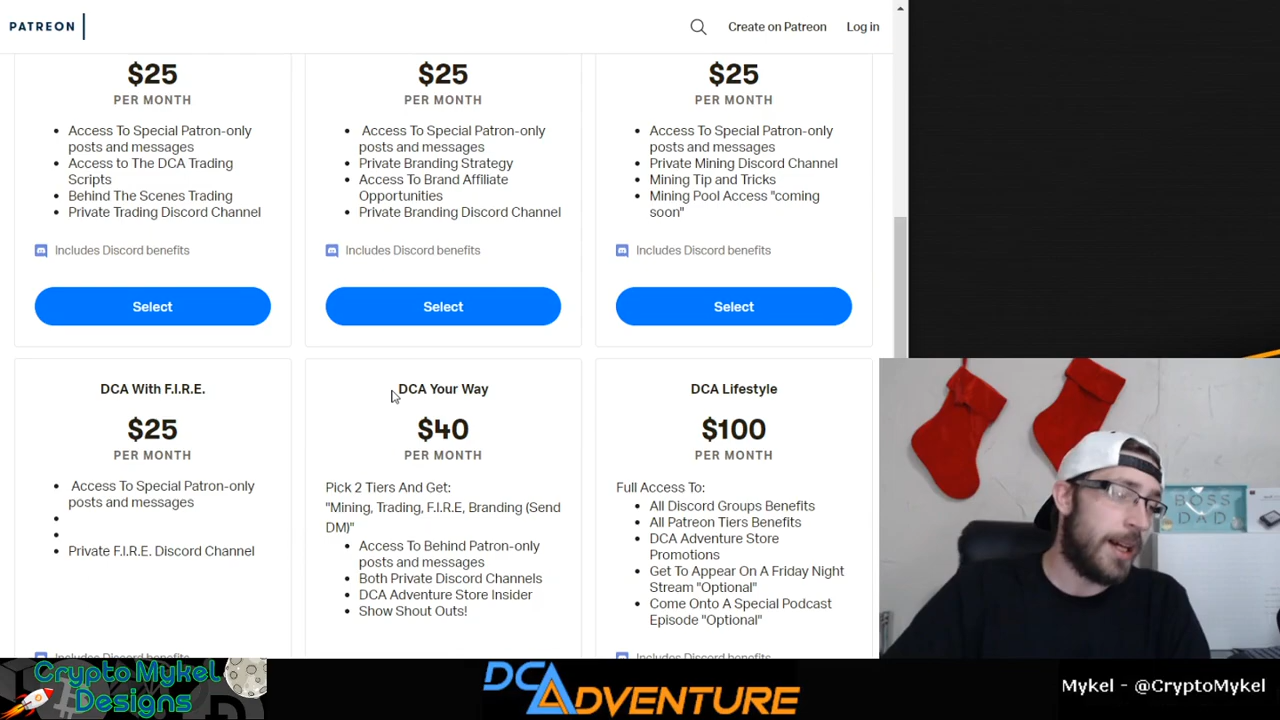 PATREON
Create on Patreon
Log in
$25
PER MONTH
Access To Special Patron-only
posts and messages
Access to The DCA Trading
Scripts
Behind The Scenes Trading
Private Trading Discord Channel
Includes Discord benefits
Select
$25
PER MONTH
Access To Special Patron-only
posts and messages
Private Branding Strategy
Access To Brand Affiliate
Opportunities
Private Branding Discord Channel
Includes Discord benefits
Select
$25
PER MONTH
Access To Special Patron-only
posts and messages
Private Mining Discord Channel
Mining Tip and Tricks
Mining Pool Access "coming
soon"
Includes Discord benefits
Select
DCA With F.I.R.E.
$25
PER MONTH
Access To Special Patron-only
posts and messages
Private F.I.R.E. Discord Channel
Includes Discord benefits
DCA Your Way
$40
PER MONTH
Pick 2 Tiers And Get:
"Mining, Trading, F.I.R.E, Branding (Send
DM)"
Access To Behind Patron-only
posts and messages
Both Private Discord Channels
DCA Adventure Store Insider
Show Shout Outs!
DCA Lifestyle
$100
PER MONTH
Full Access To:
All Discord Groups Benefits
All Patreon Tiers Benefits
DCA Adventure Store
Promotions
Get To Appear On A Friday Night
Stream "Optional"
Come Onto A Special Podcast
Episode "Optional"
Includes Discord benefits
BOSS
DAD
Crypto Mykel
Designs
DCADVENTURE
Mykel - @CryptoMykel